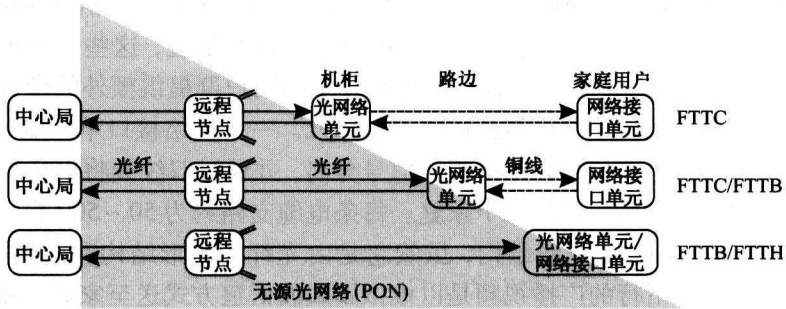 机柜 路边 家庭用户
中心局 远程节点 光网络单元 网络接口单元 FTTC
光纤 光纤 铜线
中心局 远程节点 光网络单元 网络接口单元 FTTC/FTTB
中心局 远程节点 光网络单元/网络接口单元 FTTB/FTTH
无源光网络(PON)